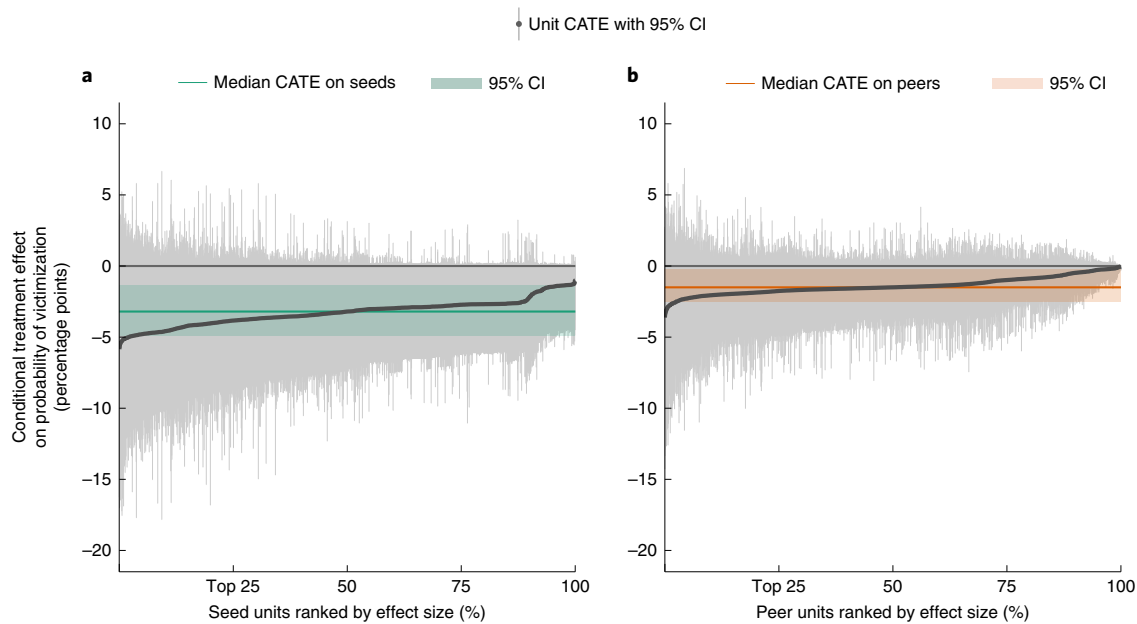 Unit CATE with 95% CI
a
Median CATE on seeds
95% CI
b
Median CATE on peers
95% CI
Conditional treatment effect
on probability of victimization
(percentage points)
10
5
0
−5
−10
−15
−20
Top 25
50
75
100
Seed units ranked by effect size (%)
10
5
0
−5
−10
−15
−20
Top 25
50
75
100
Peer units ranked by effect size (%)